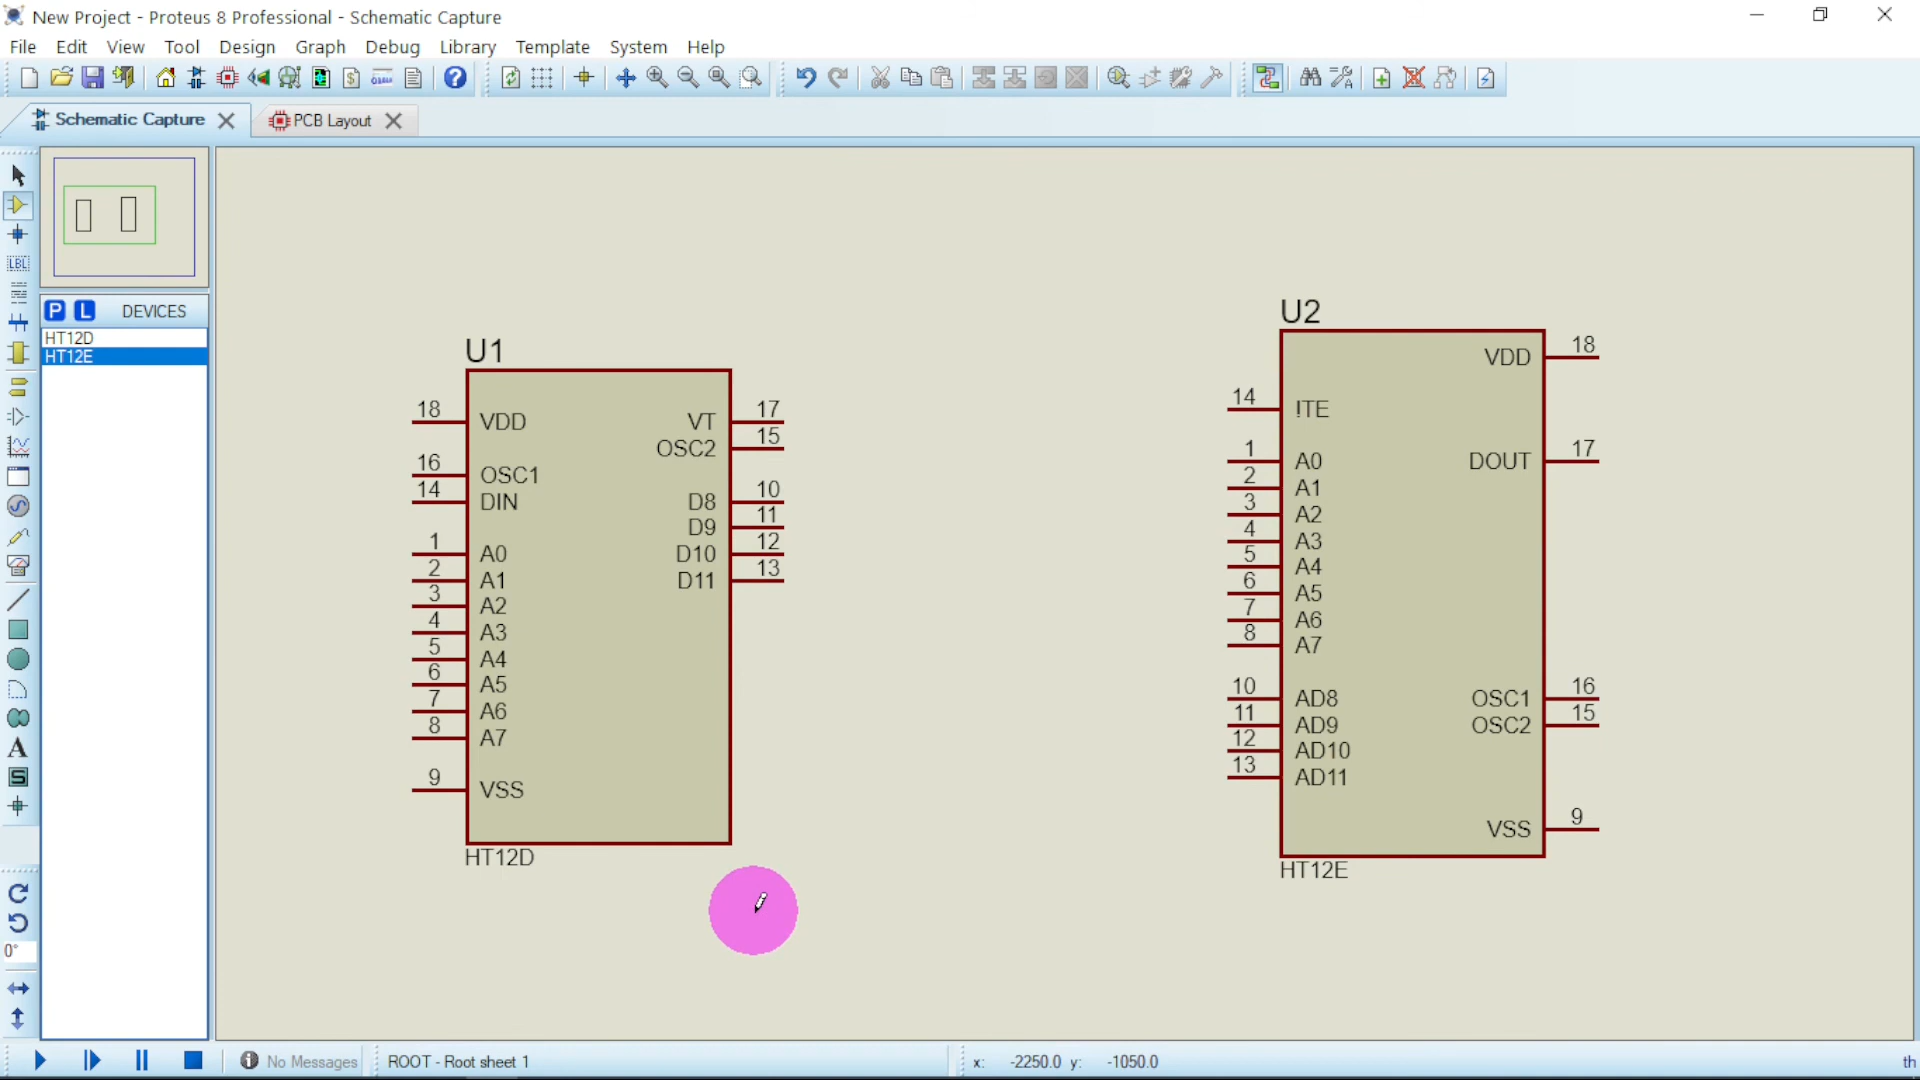 New Project - Proteus 8 Professional - Schematic Capture
File Edit View Tool Design Graph Debug Library Template System Help
Schematic Capture PCB Layout
LBL
P L DEVICES
HT12D
HT12E
U1
18 VDD VT 17
OSC2 15
16 OSC1
14 DIN D8 10
D9 11
1 A0 D10 12
2 A1 D11 13
3 A2
4 A3
5 A4
6 A5
7 A6
8 A7
9 VSS
HT12D
U2
VDD 18
14 !TE
1 A0 DOUT 17
2 A1
3 A2
4 A3
5 A4
6 A5
7 A6
8 A7
10 AD8 OSC1 16
11 AD9 OSC2 15
12 AD10
13 AD11
VSS 9
HT12E
A
S
0°
No Messages ROOT - Root sheet 1 x: -2250.0 y: -1050.0 th